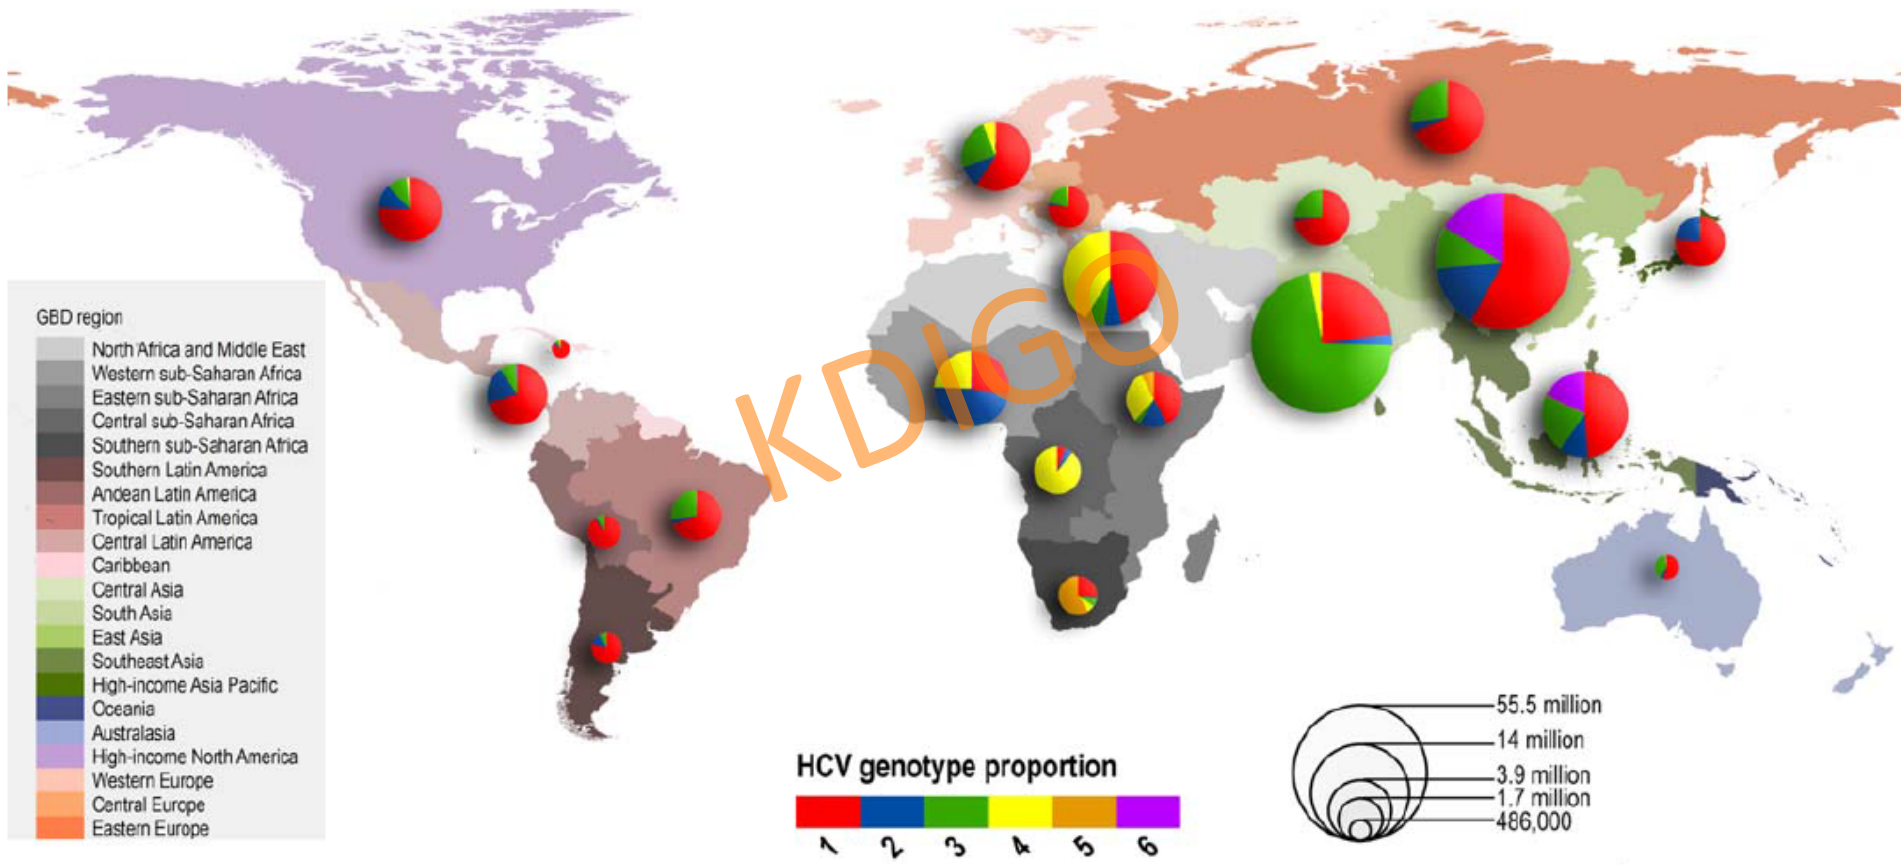 GBD region
North Africa and Middle East
Western sub-Saharan Africa
Eastern sub-Saharan Africa
Central sub-Saharan Africa
Southern sub-Saharan Africa
Southern Latin America
Andean Latin America
Tropical Latin America
Central Latin America
Caribbean
Central Asia
South Asia
East Asia
Southeast Asia
High-income Asia Pacific
Oceania
Australasia
High-income North America
Western Europe
Central Europe
Eastern Europe
KDIGO
HCV genotype proportion
1 2 3 4 5 6
55.5 million
14 million
3.9 million
1.7 million
486,000